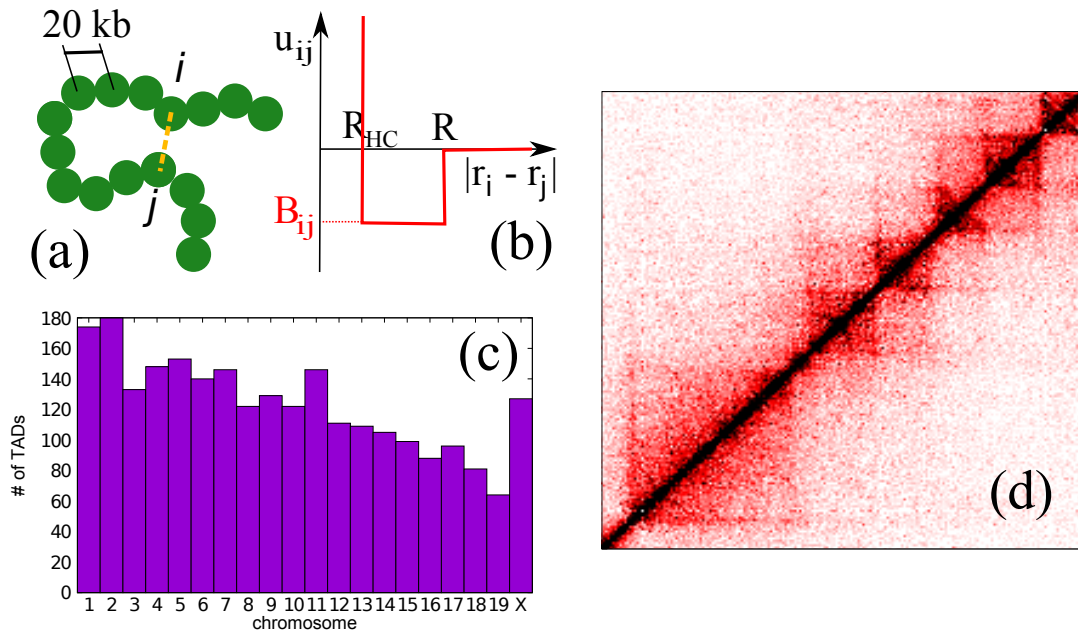 20 kb
i
j
(a)
u_ij
R_HC
R
|r_i - r_j|
B_ij
(b)
(c)
# of TADs
180
160
140
120
100
80
60
40
20
0
1 2 3 4 5 6 7 8 9 10 11 12 13 14 15 16 17 18 19 X
chromosome
(d)